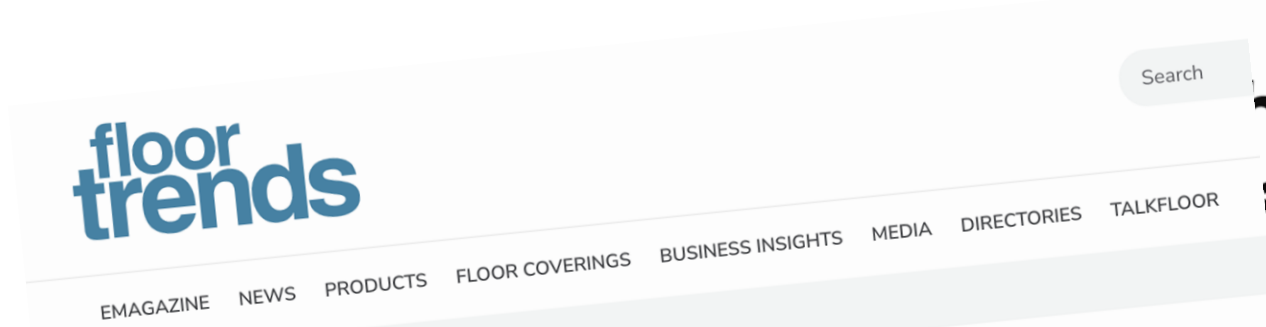 Search
floor
trends
EMAGAZINE NEWS PRODUCTS FLOOR COVERINGS BUSINESS INSIGHTS MEDIA DIRECTORIES TALKFLOOR